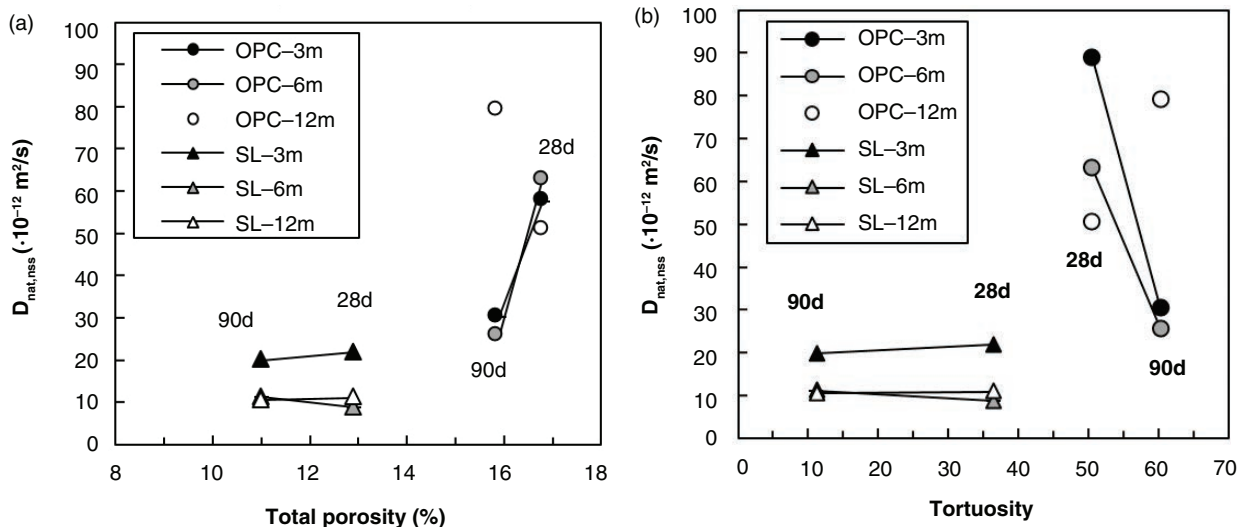 (a)
100
90
80
70
60
50
40
30
20
10
0
D_nat,nss (·10⁻¹² m²/s)
OPC–3m
OPC–6m
OPC–12m
SL–3m
SL–6m
SL–12m
28d
90d
28d
90d
8 10 12 14 16 18
Total porosity (%)
(b)
100
90
80
70
60
50
40
30
20
10
0
D_nat,nss (·10⁻¹² m²/s)
OPC–3m
OPC–6m
OPC–12m
SL–3m
SL–6m
SL–12m
28d
90d
28d
90d
0 10 20 30 40 50 60 70
Tortuosity